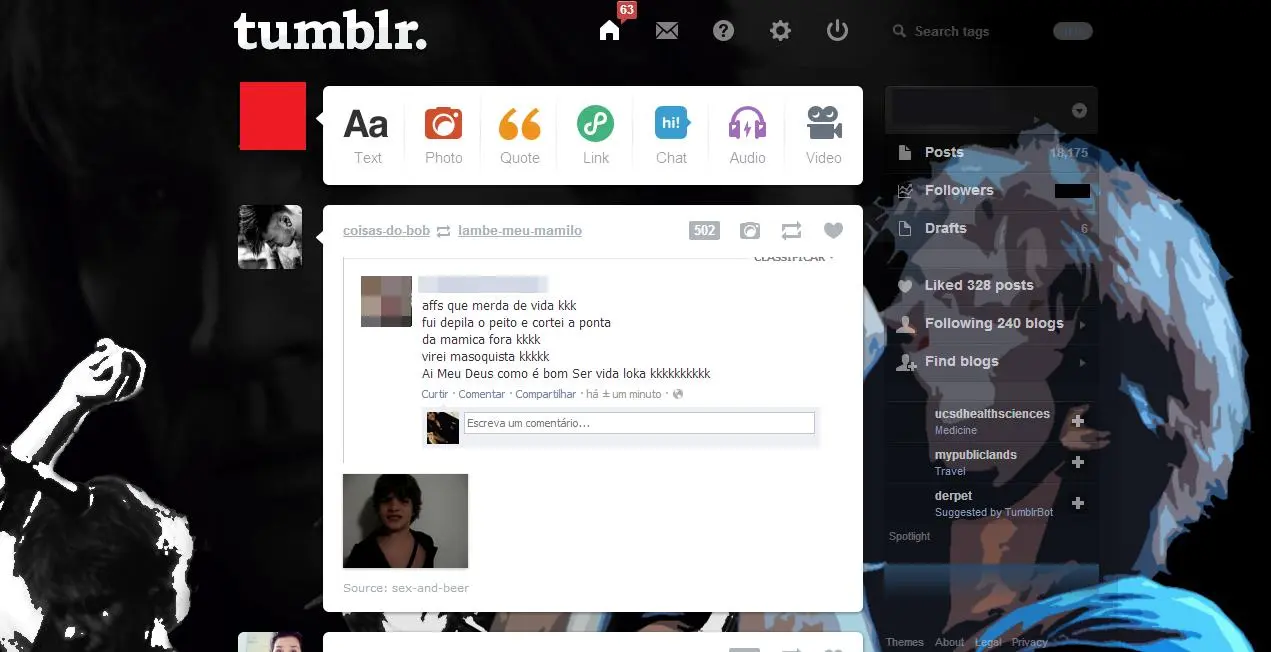 tumblr.
63
Search tags
Aa
hi!
Text
Photo
Quote
Link
Chat
Audio
Video
coisas-do-bob
lambe-meu-mamilo
502
CLASSIFICAR
affs que merda de vida kkk
fui depila o peito e cortei a ponta
da mamica fora kkkk
virei masoquista kkkkk
Ai Meu Deus como é bom Ser vida loka kkkkkkkkkk
Curtir · Comentar · Compartilhar · há ± um minuto ·
Escreva um comentário...
Source: sex-and-beer
Posts 18,175
Followers
Drafts 6
Liked 328 posts
Following 240 blogs
Find blogs
ucsdhealthsciences
Medicine
mypubliclands
Travel
derpet
Suggested by TumblrBot
Spotlight
Themes About Legal Privacy